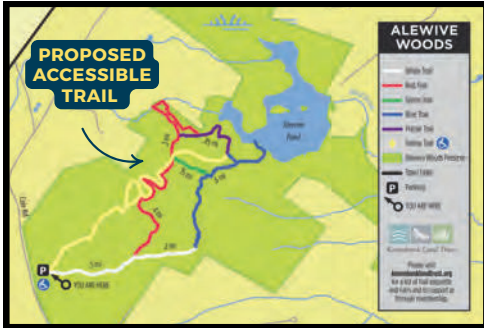 ALEWIVE
WOODS
PROPOSED
ACCESSIBLE
TRAIL
White Trail
Red Trail
Green Trail
Blue Trail
Purple Trail
Yellow Trail
Alewive Woods Preserve
Alewive
Pond
P
Parking
YOU ARE HERE
Kennebunk Land Trust
Please visit
kennebunklandtrust.org
for a list of trail etiquette
and rules and to support us
through membership.
Cole Rd
P
YOU ARE HERE